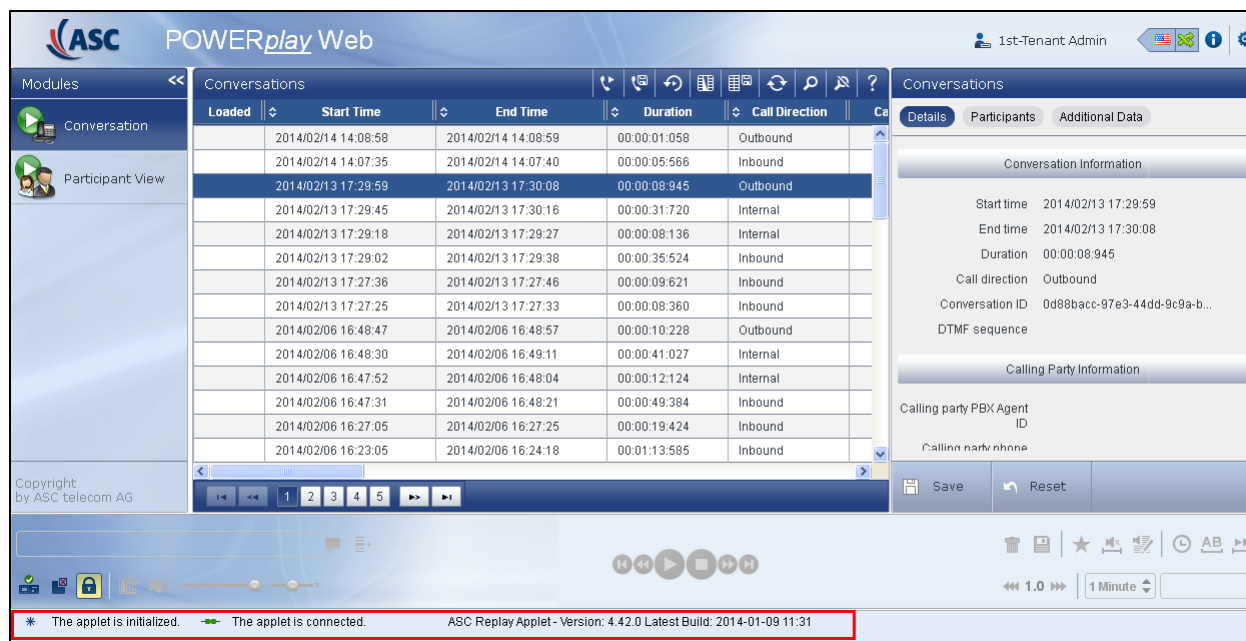 ASC POWERplay Web 1st-Tenant Admin
Modules << Conversations ? Conversations
Conversation
Participant View
Loaded Start Time End Time Duration Call Direction Ca
2014/02/14 14:08:58 2014/02/14 14:08:59 00:00:01:058 Outbound
2014/02/14 14:07:35 2014/02/14 14:07:40 00:00:05:566 Inbound
2014/02/13 17:29:59 2014/02/13 17:30:08 00:00:08:945 Outbound
2014/02/13 17:29:45 2014/02/13 17:30:16 00:00:31:720 Internal
2014/02/13 17:29:18 2014/02/13 17:29:27 00:00:08:136 Internal
2014/02/13 17:29:02 2014/02/13 17:29:38 00:00:35:524 Inbound
2014/02/13 17:27:36 2014/02/13 17:27:46 00:00:09:621 Inbound
2014/02/13 17:27:25 2014/02/13 17:27:33 00:00:08:360 Inbound
2014/02/06 16:48:47 2014/02/06 16:48:57 00:00:10:228 Outbound
2014/02/06 16:48:30 2014/02/06 16:49:11 00:00:41:027 Internal
2014/02/06 16:47:52 2014/02/06 16:48:04 00:00:12:124 Internal
2014/02/06 16:47:31 2014/02/06 16:48:21 00:00:49:384 Inbound
2014/02/06 16:27:05 2014/02/06 16:27:25 00:00:19:424 Inbound
2014/02/06 16:23:05 2014/02/06 16:24:18 00:01:13:585 Inbound
1 2 3 4 5
Details Participants Additional Data
Conversation Information
Start time 2014/02/13 17:29:59
End time 2014/02/13 17:30:08
Duration 00:00:08:945
Call direction Outbound
Conversation ID 0d88bacc-97e3-44dd-9c9a-b...
DTMF sequence
Calling Party Information
Calling party PBX Agent
ID
Calling party phone
Save Reset
Copyright
by ASC telecom AG
AB
1.0 1 Minute
The applet is initialized. The applet is connected. ASC Replay Applet - Version: 4.42.0 Latest Build: 2014-01-09 11:31